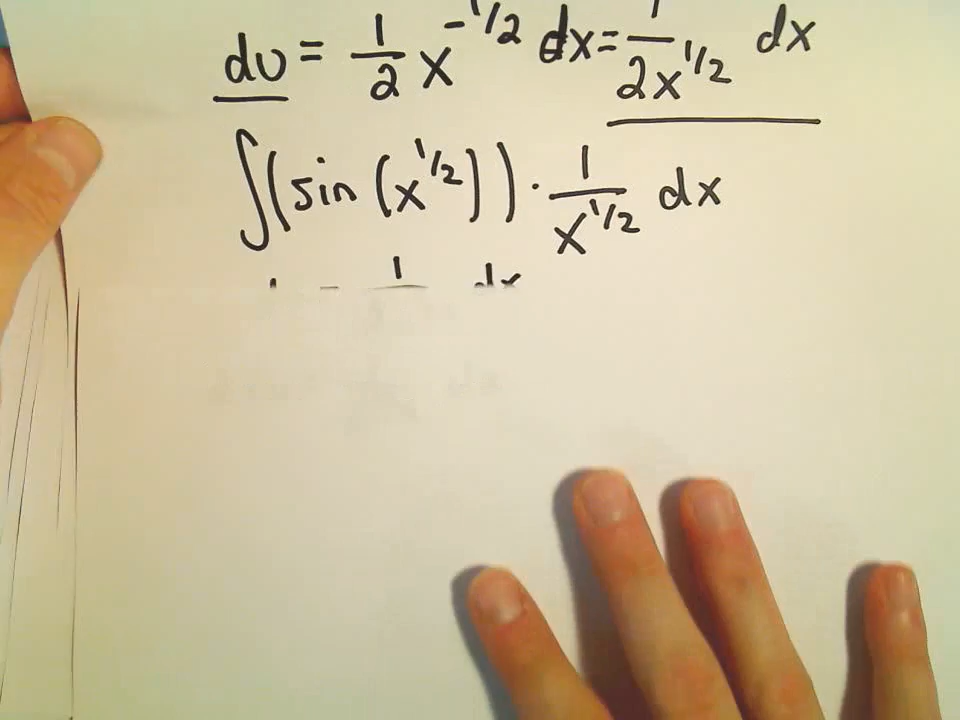 du = 1/2 x^-1/2 dx = 1/2x^1/2 dx
∫(sin(x^1/2)) · 1/x^1/2 dx